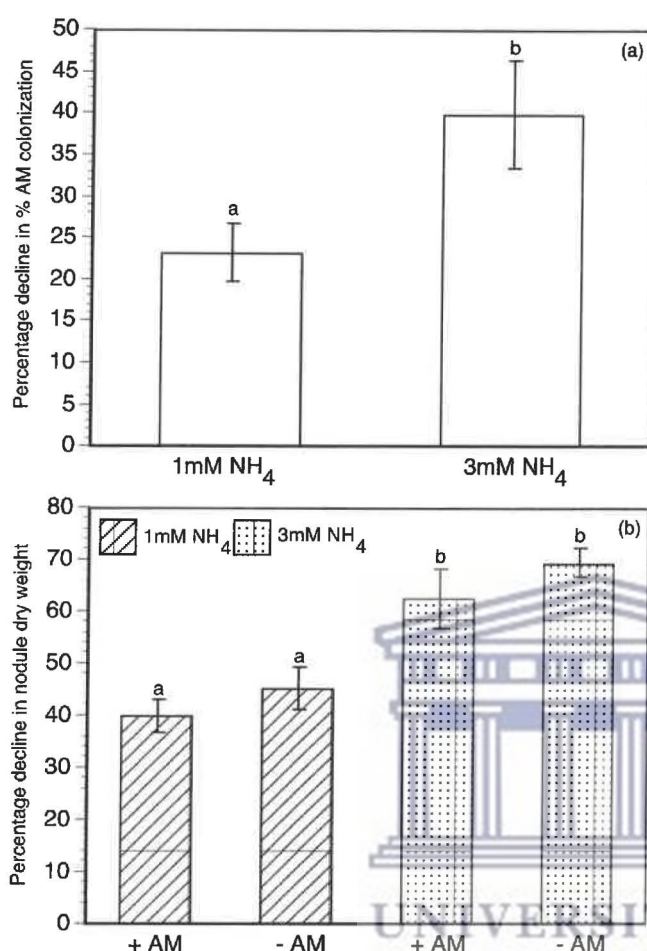 50
45
40
35
30
25
20
15
10
5
0
Percentage decline in % AM colonization
(a)
a
b
1mM NH4
3mM NH4
80
70
60
50
40
30
20
10
0
Percentage decline in nodule dry weight
1mM NH4
3mM NH4
(b)
a
a
b
b
+ AM
- AM
+ AM
- AM